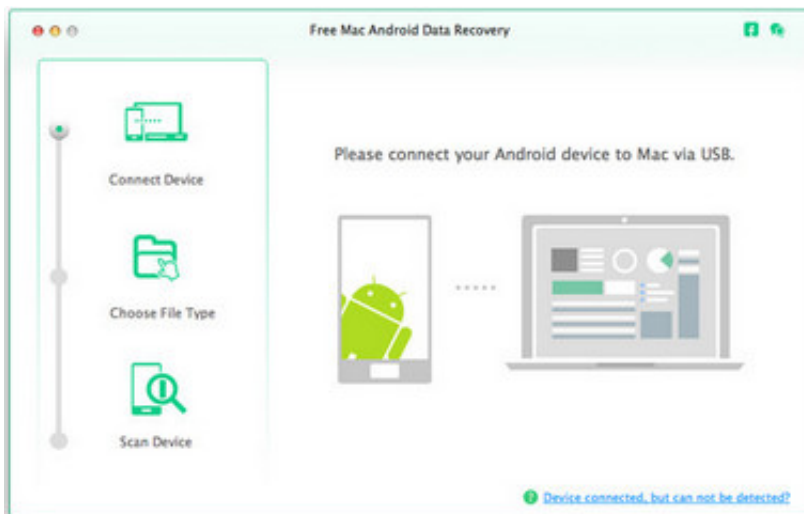 Free Mac Android Data Recovery
Connect Device
Choose File Type
Scan Device
Please connect your Android device to Mac via USB.
Device connected, but can not be detected?